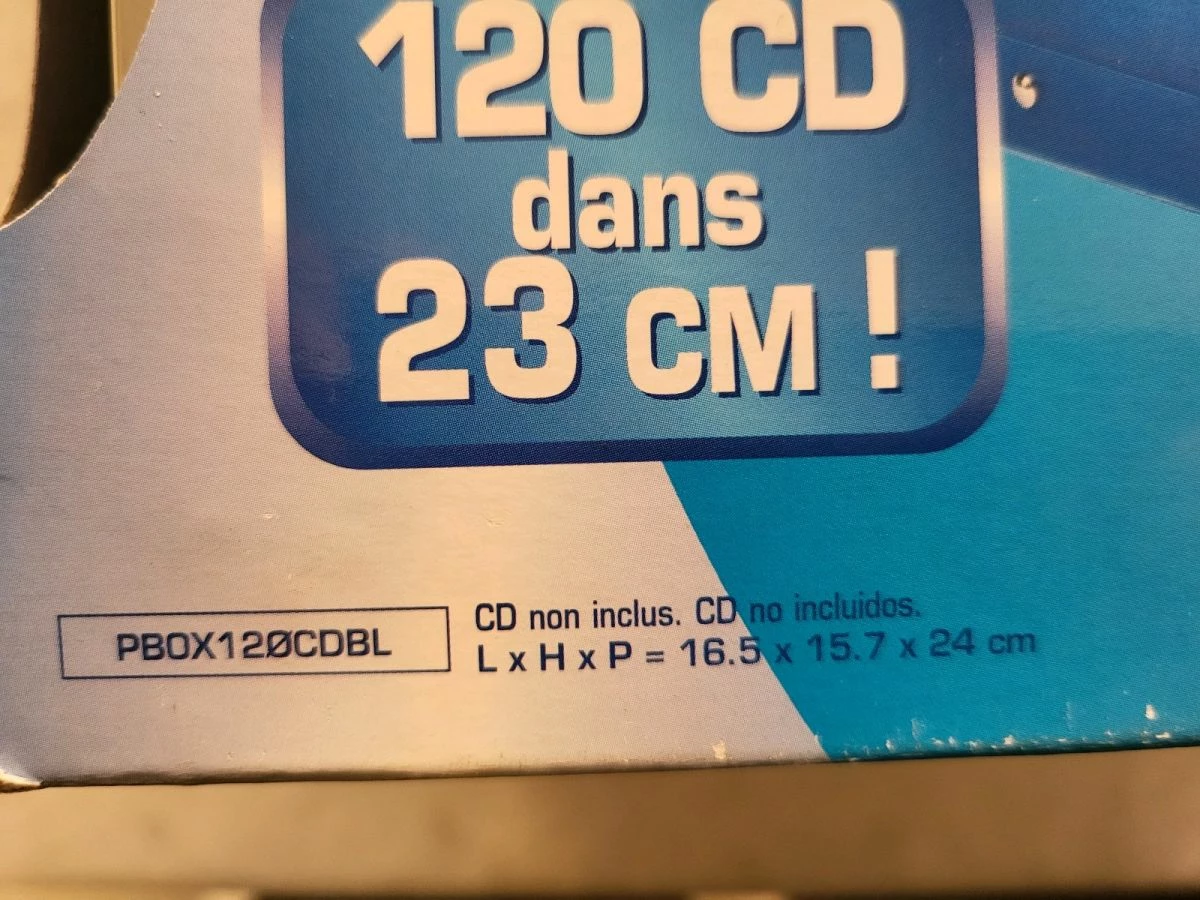 120 CD
dans
23 CM !
PBOX12ØCDBL
CD non inclus. CD no incluidos.
L x H x P = 16.5 x 15.7 x 24 cm